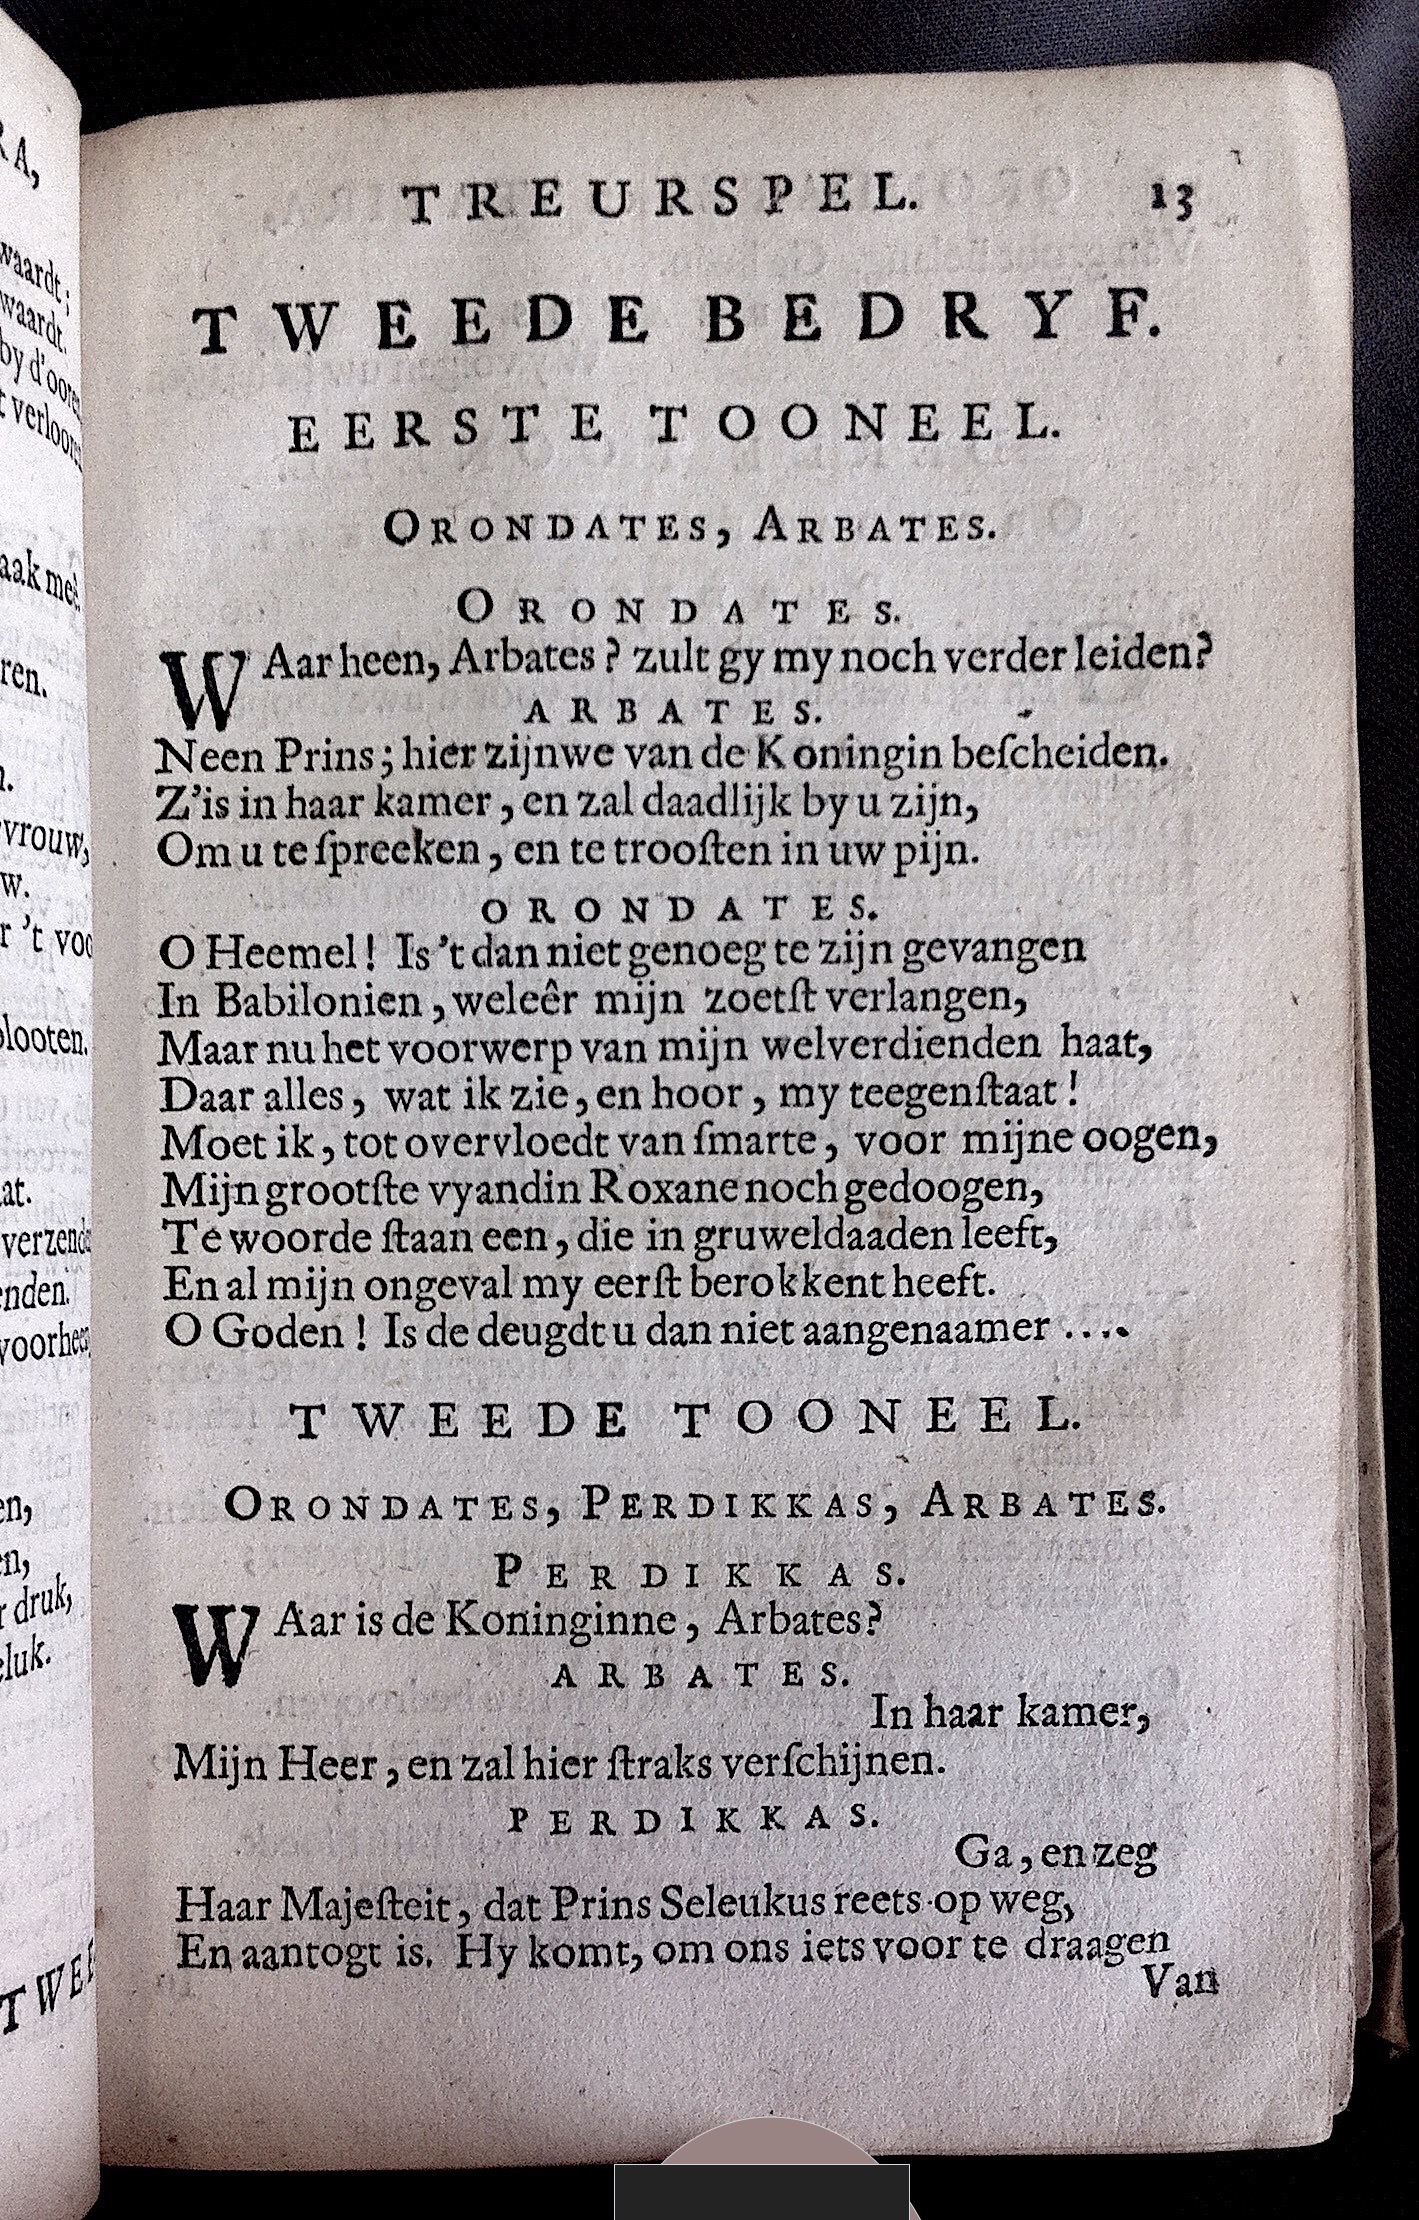 TREURSPEL. 13
TWEEDE BEDRYF.
EERSTE TOONEEL.
ORONDATES, ARBATES.
ORONDATES.
WAar heen, Arbates? zult gy my noch verder leiden?
ARBATES.
Neen Prins; hier zijnwe van de Koningin beſcheiden.
Z'is in haar kamer, en zal daadlijk by u zijn,
Om u te ſpreeken, en te trooſten in uw pijn.
ORONDATES.
O Heemel! Is 't dan niet genoeg te zijn gevangen
In Babilonien, weleêr mijn zoetſt verlangen,
Maar nu het voorwerp van mijn welverdienden haat,
Daar alles, wat ik zie, en hoor, my teegenſtaat!
Moet ik, tot overvloedt van ſmarte, voor mijne oogen,
Mijn grootſte vyandin Roxane noch gedoogen,
Te woorde ſtaan een, die in gruweldaaden leeft,
En al mijn ongeval my eerſt berokkent heeft.
O Goden! Is de deugdt u dan niet aangenaamer ....
TWEEDE TOONEEL.
ORONDATES, PERDIKKAS, ARBATES.
PERDIKKAS.
WAar is de Koninginne, Arbates?
ARBATES.
In haar kamer,
Mijn Heer, en zal hier ſtraks verſchijnen.
PERDIKKAS.
Ga, en zeg
Haar Majeſteit, dat Prins Seleukus reets op weg,
En aantogt is. Hy komt, om ons iets voor te draagen
Van